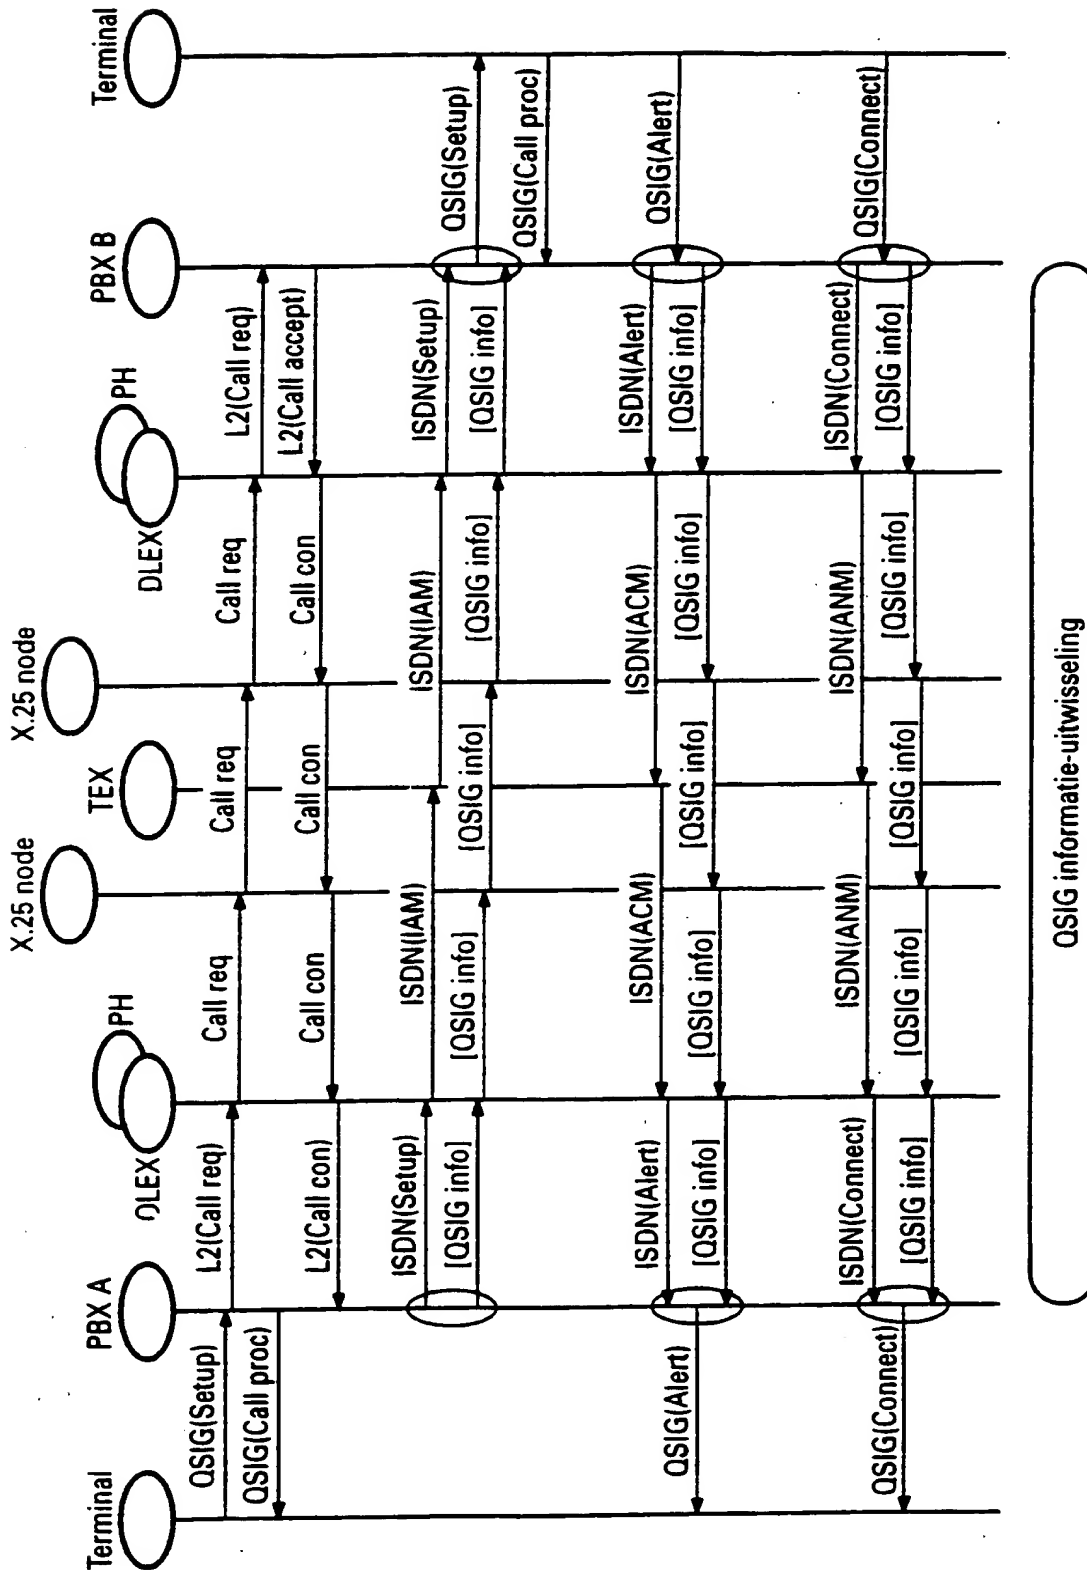 Terminal
PBX A
OLEX
PH
X.25 node
TEX
X.25 node
DLEX
PH
PBX B
Terminal
QSIG(Setup)
L2(Call req)
Call req
Call req
Call req
L2(Call req)
QSIG(Call proc)
L2(Call con)
Call con
Call con
Call con
L2(Call accept)
ISDN(Setup)
ISDN(IAM)
ISDN(IAM)
ISDN(Setup)
QSIG(Setup)
[QSIG info]
[QSIG info]
[QSIG info]
[QSIG info]
[QSIG info]
QSIG(Call proc)
ISDN(Alert)
ISDN(ACM)
ISDN(ACM)
ISDN(Alert)
QSIG(Alert)
QSIG(Alert)
[QSIG info]
[QSIG info]
[QSIG info]
[QSIG info]
[QSIG info]
ISDN(Connect)
ISDN(ANM)
ISDN(ANM)
ISDN(Connect)
QSIG(Connect)
QSIG(Connect)
[QSIG info]
[QSIG info]
[QSIG info]
[QSIG info]
[QSIG info]
QSIG informatie-uitwisseling